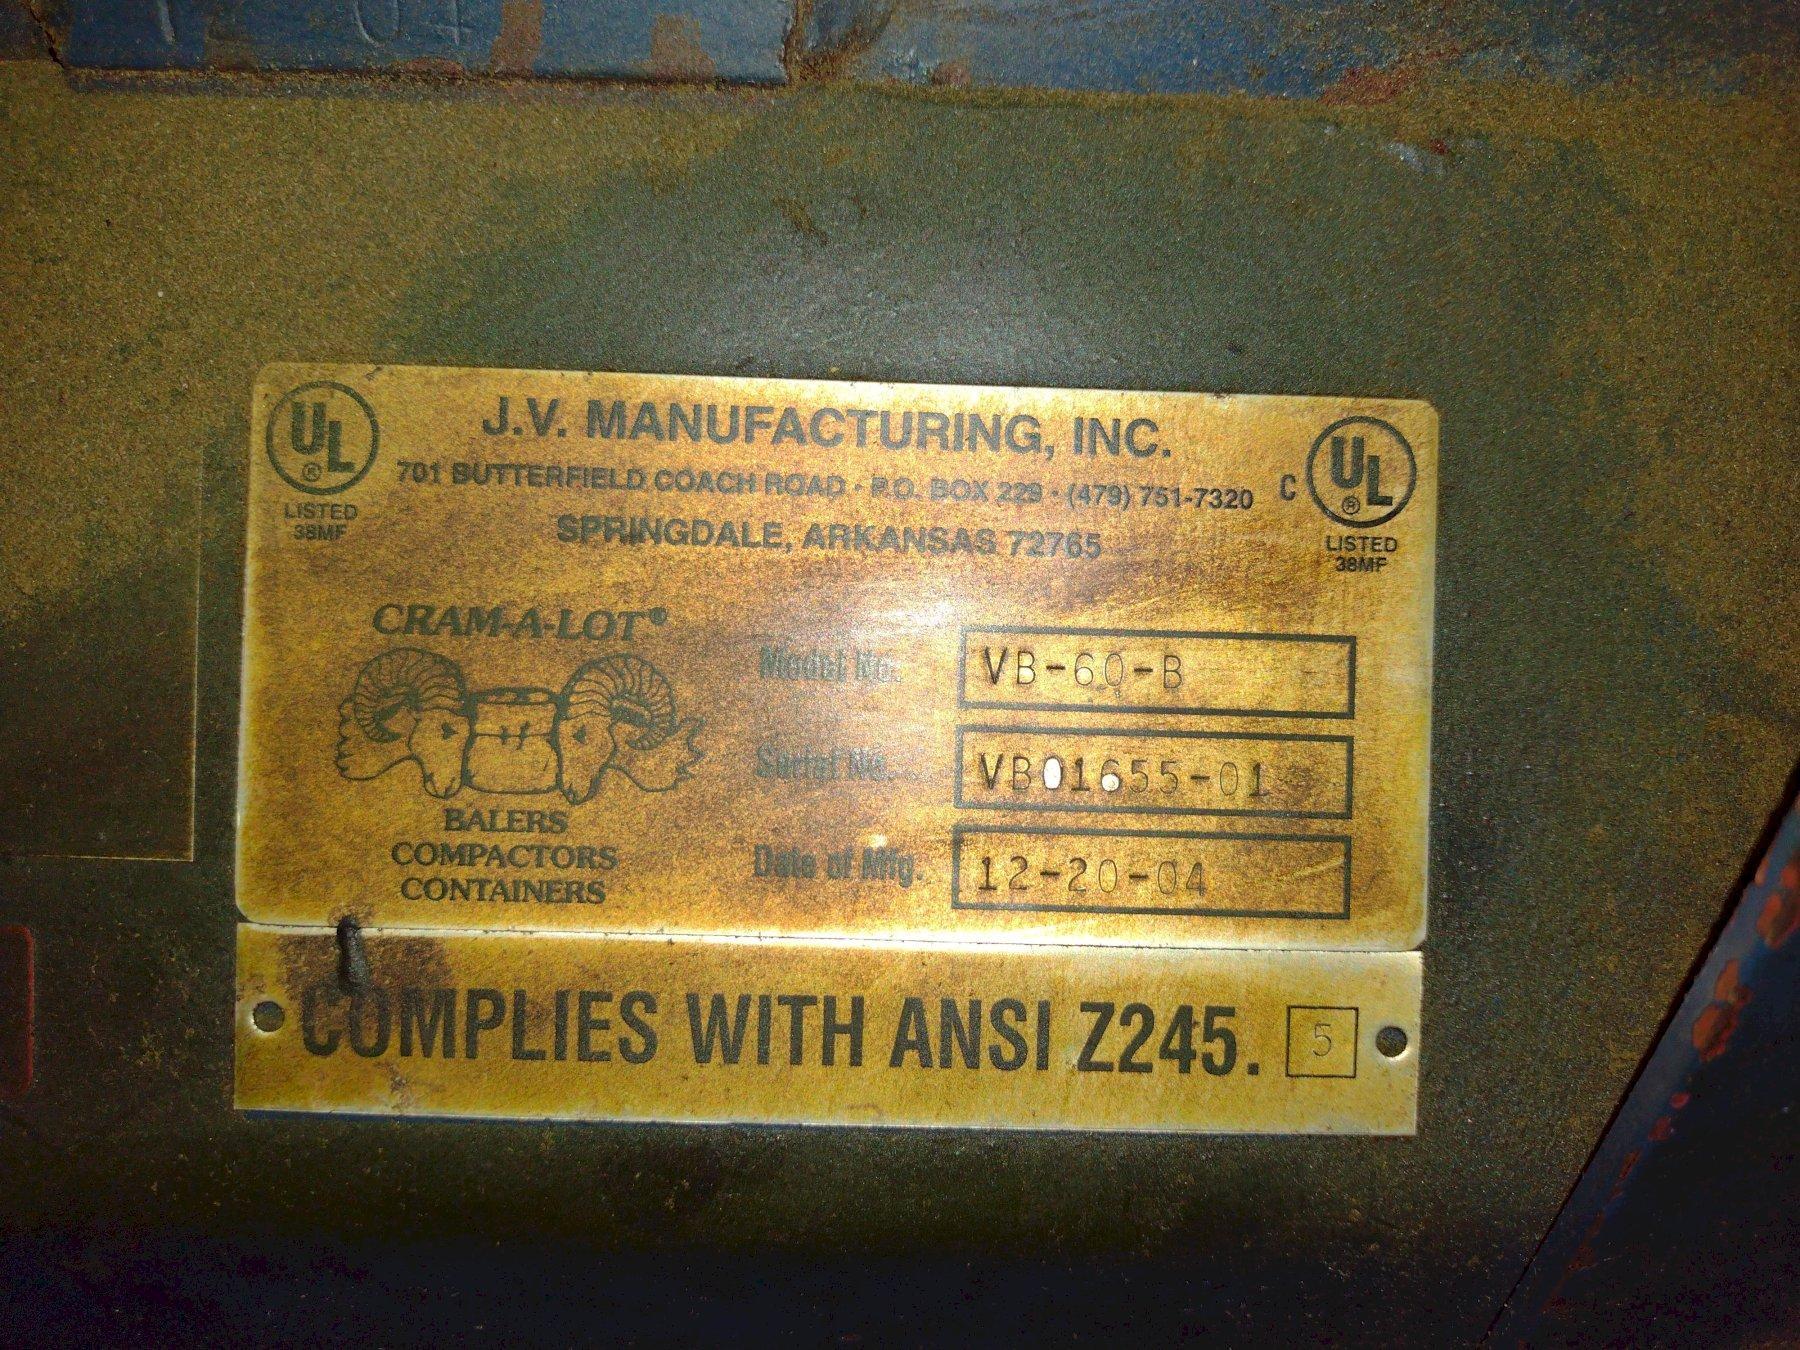 UL
®
LISTED
38MF
J.V. MANUFACTURING, INC.
701 BUTTERFIELD COACH ROAD · P.O. BOX 229 · (479) 751-7320
SPRINGDALE, ARKANSAS 72765
C UL
®
LISTED
38MF
CRAM-A-LOT®
BALERS
COMPACTORS
CONTAINERS
Model No. VB-60-B
Serial No. VB01655-01
Date of Mfg. 12-20-04
COMPLIES WITH ANSI Z245. 5